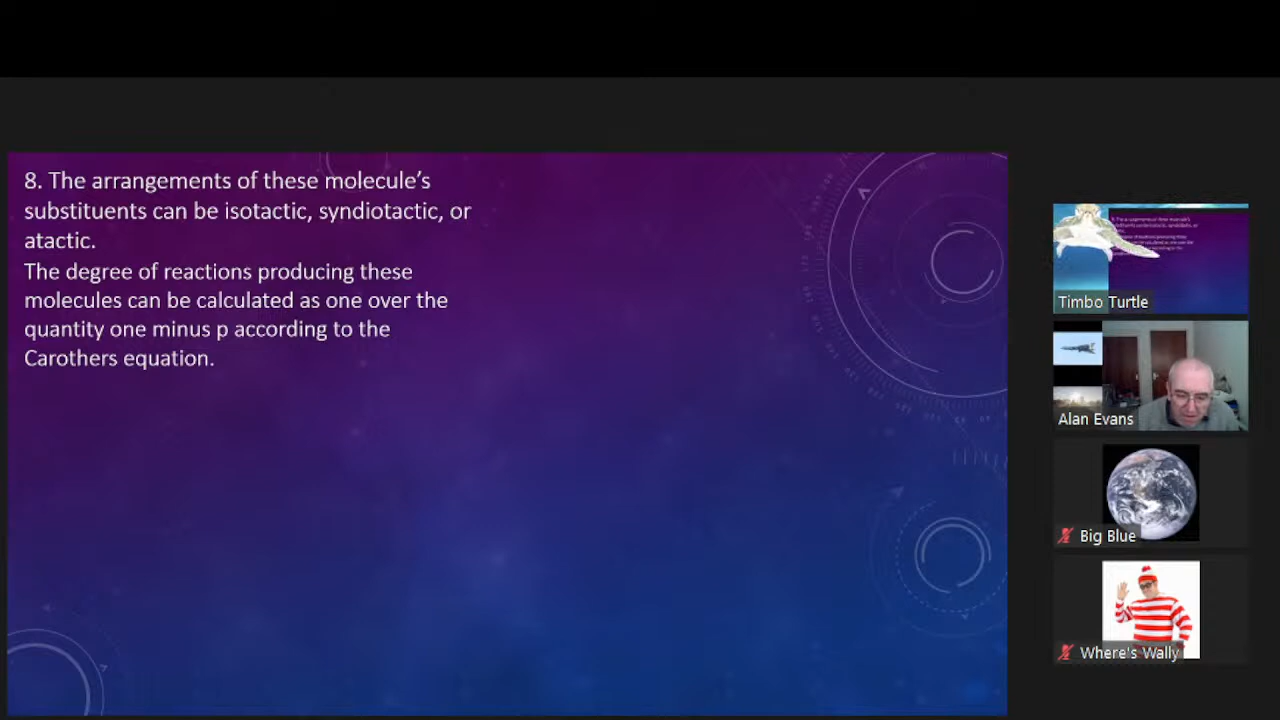 8. The arrangements of these molecule's
substituents can be isotactic, syndiotactic, or
atactic.
The degree of reactions producing these
molecules can be calculated as one over the
quantity one minus p according to the
Carothers equation.
Timbo Turtle
Alan Evans
Big Blue
Where's Wally